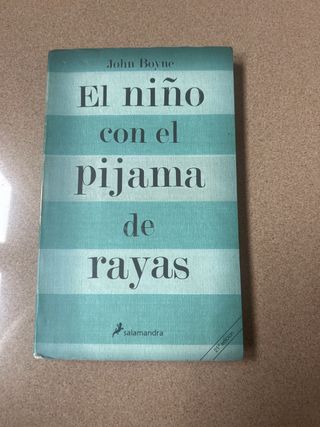 John Boyne
El niño
con el
pijama
de
rayas
salamandra